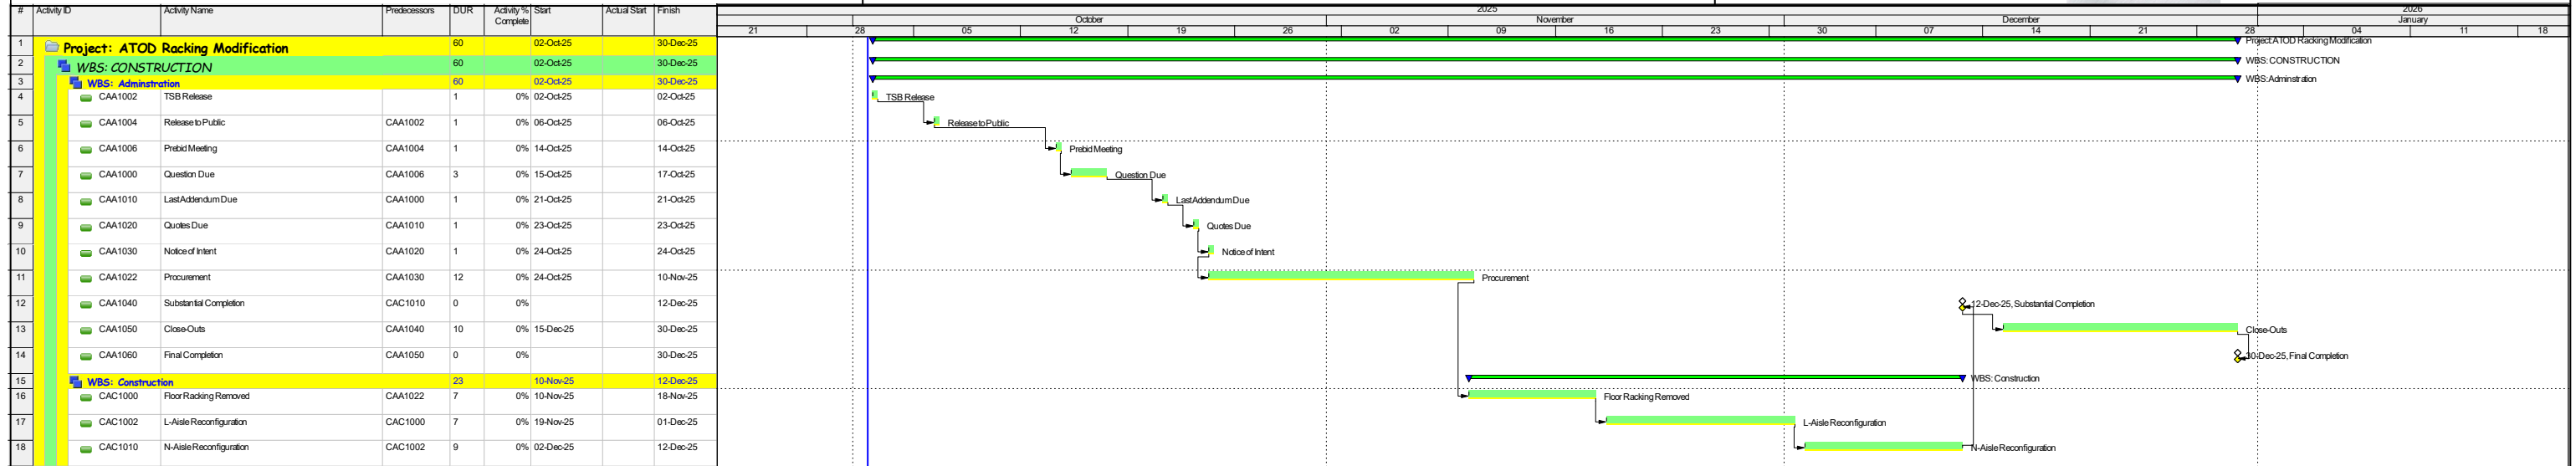 # Activity ID Activity Name Predecessors DUR Activity % Complete Start Actual Start Finish
2025 2026
October November December January
21 28 05 12 19 26 02 09 16 23 30 07 14 21 28 04 11 18
1 Project: ATOD Racking Modification 60 02-Oct-25 30-Dec-25 Project: ATOD Racking Modification
2 WBS: CONSTRUCTION 60 02-Oct-25 30-Dec-25 WBS: CONSTRUCTION
3 WBS: Adminstration 60 02-Oct-25 30-Dec-25 WBS: Adminstration
4 CAA1002 TSB Release 1 0% 02-Oct-25 02-Oct-25 TSB Release
5 CAA1004 Release to Public CAA1002 1 0% 06-Oct-25 06-Oct-25 Release to Public
6 CAA1006 Prebid Meeting CAA1004 1 0% 14-Oct-25 14-Oct-25 Prebid Meeting
7 CAA1000 Question Due CAA1006 3 0% 15-Oct-25 17-Oct-25 Question Due
8 CAA1010 Last Addendum Due CAA1000 1 0% 21-Oct-25 21-Oct-25 Last Addendum Due
9 CAA1020 Quotes Due CAA1010 1 0% 23-Oct-25 23-Oct-25 Quotes Due
10 CAA1030 Notice of Intent CAA1020 1 0% 24-Oct-25 24-Oct-25 Notice of Intent
11 CAA1022 Procurement CAA1030 12 0% 24-Oct-25 10-Nov-25 Procurement
12 CAA1040 Substantial Completion CAC1010 0 0% 12-Dec-25 12-Dec-25, Substantial Completion
13 CAA1050 Close-Outs CAA1040 10 0% 15-Dec-25 30-Dec-25 Close-Outs
14 CAA1060 Final Completion CAA1050 0 0% 30-Dec-25 30-Dec-25, Final Completion
15 WBS: Construction 23 10-Nov-25 12-Dec-25 WBS: Construction
16 CAC1000 Floor Racking Removed CAA1022 7 0% 10-Nov-25 18-Nov-25 Floor Racking Removed
17 CAC1002 L-Aisle Reconfiguration CAC1000 7 0% 19-Nov-25 01-Dec-25 L-Aisle Reconfiguration
18 CAC1010 N-Aisle Reconfiguration CAC1002 9 0% 02-Dec-25 12-Dec-25 N-Aisle Reconfiguration